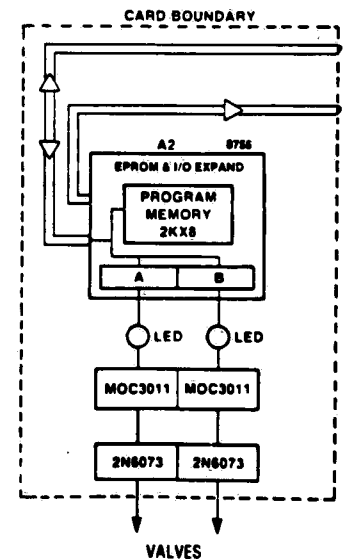 CARD BOUNDARY
A2 8755
EPROM & I/O EXPAND
PROGRAM
MEMORY
2KX8
A B
LED LED
MOC3011 MOC3011
2N6073 2N6073
VALVES